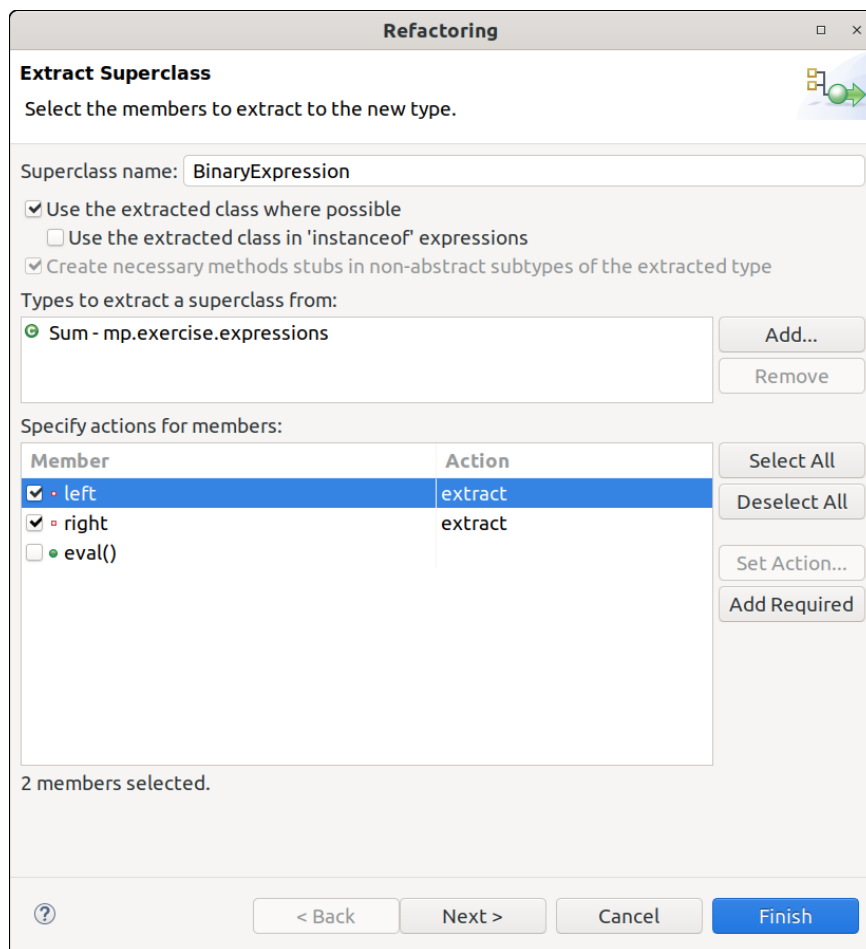 Refactoring
Extract Superclass
Select the members to extract to the new type.
Superclass name: BinaryExpression
Use the extracted class where possible
Use the extracted class in 'instanceof' expressions
Create necessary methods stubs in non-abstract subtypes of the extracted type
Types to extract a superclass from:
Sum - mp.exercise.expressions
Add...
Remove
Specify actions for members:
Member Action
left extract
right extract
eval()
Select All
Deselect All
Set Action...
Add Required
2 members selected.
< Back Next > Cancel Finish